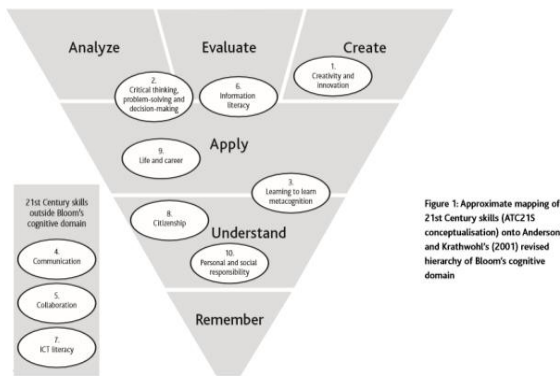 Analyze
Evaluate
Create
1.
Creativity and
innovation
2.
Critical thinking,
problem-solving and
decision-making
6.
Information
literacy
Apply
9.
Life and career
3.
Learning to learn
metacognition
8.
Citizenship
Understand
10.
Personal and social
responsibility
Remember
21st Century skills
outside Bloom's
cognitive domain
4.
Communication
5.
Collaboration
7.
ICT literacy
Figure 1: Approximate mapping of
21st Century skills (ATC21S
conceptualisation) onto Anderson
and Krathwohl's (2001) revised
hierarchy of Bloom's cognitive
domain